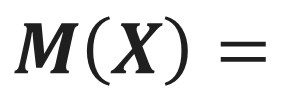 M(X) =